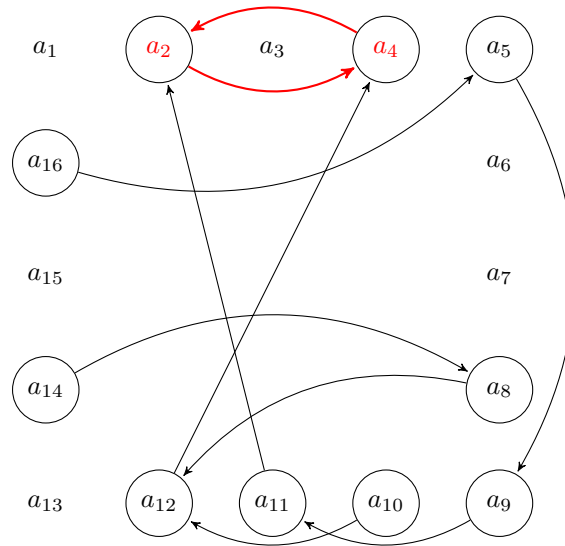 a₁ a₂ a₃ a₄ a₅
a₁₆ a₆
a₁₅ a₇
a₁₄ a₈
a₁₃ a₁₂ a₁₁ a₁₀ a₉